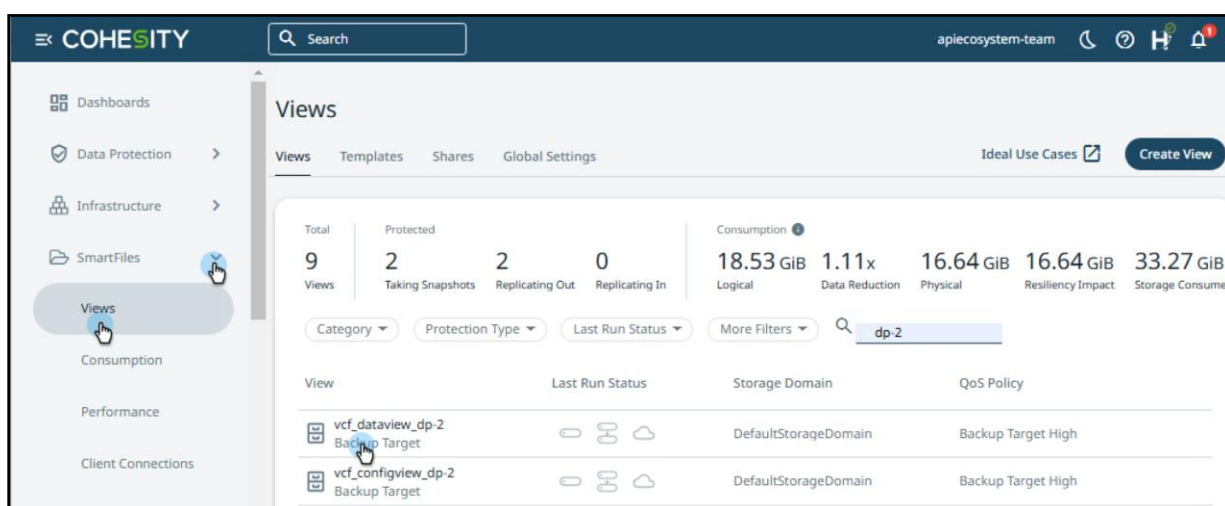 COHESITY
Search
apiecosystem-team
1
Dashboards
Data Protection
Infrastructure
SmartFiles
Views
Consumption
Performance
Client Connections
Views
Views Templates Shares Global Settings
Ideal Use Cases
Create View
Total Protected Consumption
9 2 2 0 18.53 GiB 1.11x 16.64 GiB 16.64 GiB 33.27 GiB
Views Taking Snapshots Replicating Out Replicating In Logical Data Reduction Physical Resiliency Impact Storage Consume
Category Protection Type Last Run Status More Filters dp-2
View Last Run Status Storage Domain QoS Policy
vcf_dataview_dp-2
Backup Target DefaultStorageDomain Backup Target High
vcf_configview_dp-2
Backup Target DefaultStorageDomain Backup Target High